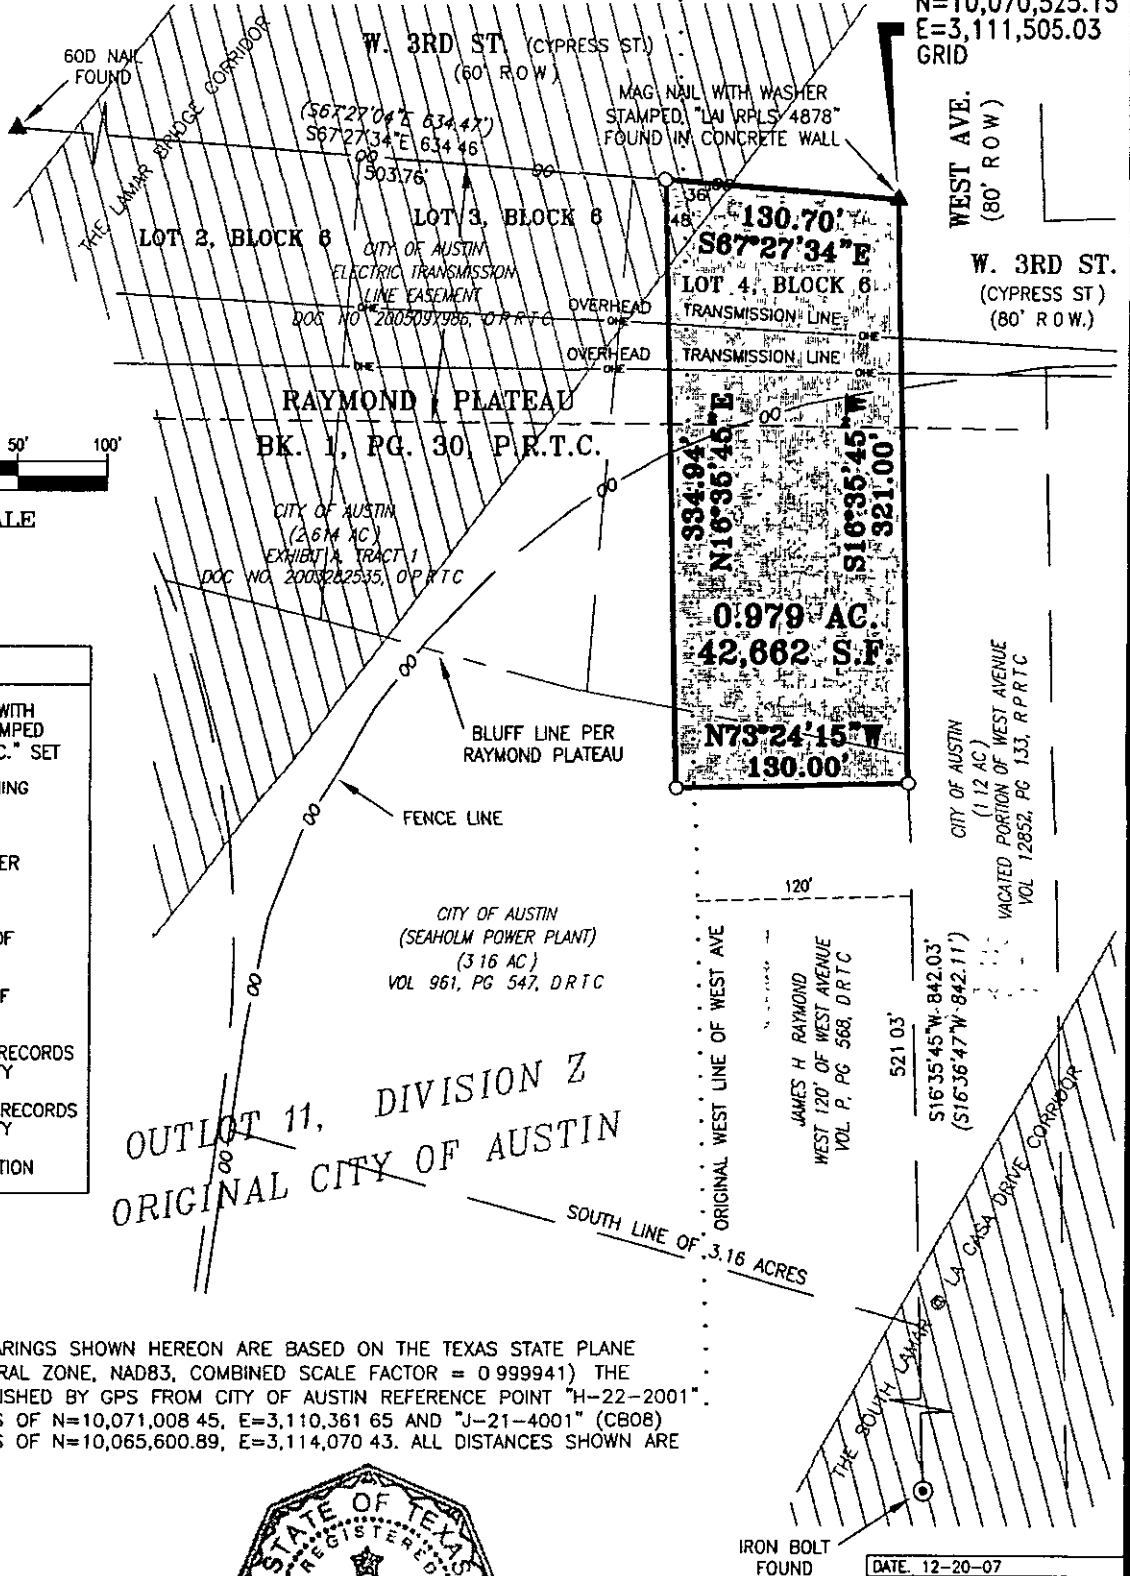 N=10,070,525.15
E=3,111,505.03
GRID
60D NAIL
FOUND
THE LAMAR BRIDGE CORRIDOR
W. 3RD ST. (CYPRESS ST.)
(60' R O W)
MAG NAIL WITH WASHER
STAMPED "LAI RPLS 4878"
FOUND IN CONCRETE WALL
WEST AVE.
(80' ROW)
(S67°27'04"E 634.47')
S67°27'34"E 634 46'
503.76'
W. 3RD ST.
(CYPRESS ST)
(80' R O W.)
LOT 2, BLOCK 6
LOT 3, BLOCK 6
36
48
130.70'
S67°27'34"E
LOT 4, BLOCK 6
CITY OF AUSTIN
ELECTRIC TRANSMISSION
LINE EASEMENT
DOC NO 2005097986, O P R T C
OVERHEAD TRANSMISSION LINE
OHE OHE OHE
OVERHEAD TRANSMISSION LINE
OHE OHE OHE
RAYMOND PLATEAU
BK. 1, PG. 30, P.R.T.C.
50' 100'
ALE
334.94'
N16°35'45"E
S16°35'45"W
321.00'
CITY OF AUSTIN
(2.614 AC)
EXHIBIT A, TRACT 1
DOC NO. 2003282535, O P R T C
0.979 AC.
42,662 S.F.
N73°24'15"W
130.00'
BLUFF LINE PER
RAYMOND PLATEAU
FENCE LINE
WITH
MPED
C." SET
ING
ER
OF
F
RECORDS
Y
RECORDS
Y
TION
CITY OF AUSTIN
(1 12 AC)
VACATED PORTION OF WEST AVENUE
VOL 12852, PG 133, R P R T C
120'
CITY OF AUSTIN
(SEAHOLM POWER PLANT)
(3 16 AC)
VOL 961, PG 547, D R T C
ORIGINAL WEST LINE OF WEST AVE
JAMES H RAYMOND
WEST 120' OF WEST AVENUE
VOL P, PG 568, D R T C
521 03'
S16°35'45"W 842.03'
(S16°36'47"W 842.11')
OUTLOT 11, DIVISION Z
ORIGINAL CITY OF AUSTIN
SOUTH LINE OF 3.16 ACRES
THE SOUTH LAMAR @ LA CASA DRIVE CORRIDOR
ARINGS SHOWN HEREON ARE BASED ON THE TEXAS STATE PLANE
RAL ZONE, NAD83, COMBINED SCALE FACTOR = 0 999941) THE
ISHED BY GPS FROM CITY OF AUSTIN REFERENCE POINT "H-22-2001"
S OF N=10,071,008 45, E=3,110,361 65 AND "J-21-4001" (CB08)
S OF N=10,065,600.89, E=3,114,070 43. ALL DISTANCES SHOWN ARE
STATE OF TEXAS
REGISTERED
IRON BOLT
FOUND
DATE. 12-20-07